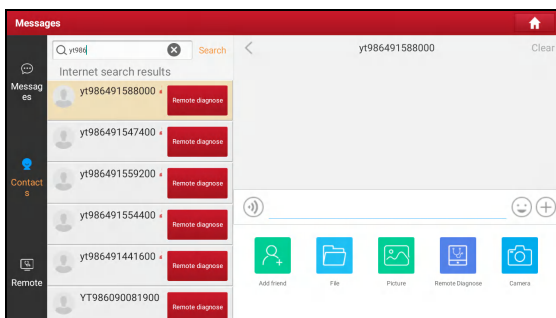 Messages
yt986
Search
yt986491588000
Clear
Internet search results
Messag
es
Contact
s
Remote
yt986491588000
Remote diagnose
yt986491547400
Remote diagnose
yt986491559200
Remote diagnose
yt986491554400
Remote diagnose
yt986491441600
Remote diagnose
YT986090081900
Remote diagnose
Add friend
File
Picture
Remote Diagnose
Camera